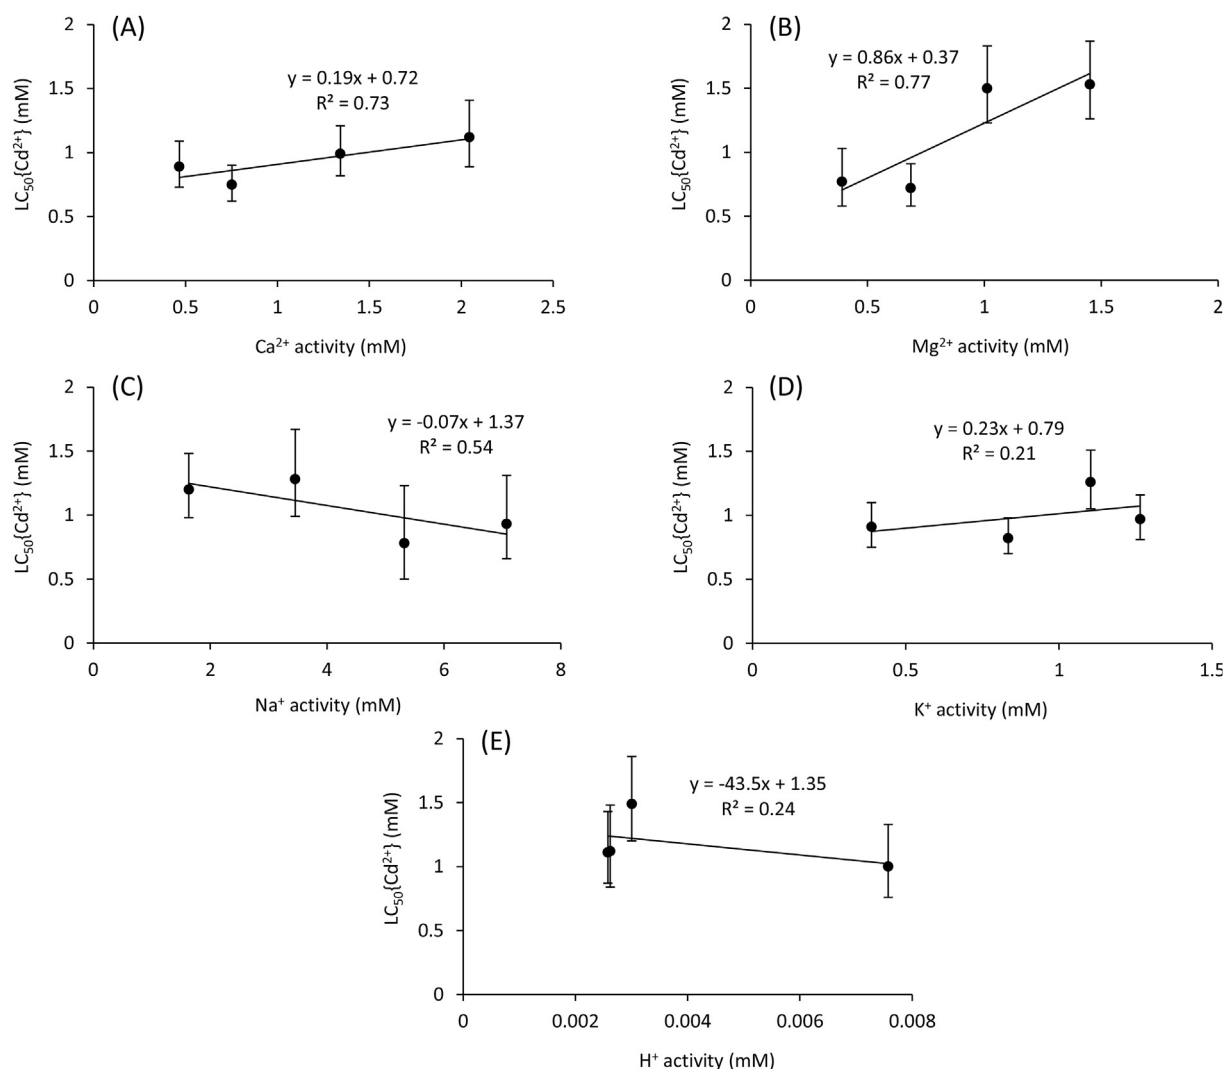 (A)
y = 0.19x + 0.72
R² = 0.73
LC₅₀{Cd²⁺} (mM)
2
1.5
1
0.5
0
0 0.5 1 1.5 2 2.5
Ca²⁺ activity (mM)
(B)
y = 0.86x + 0.37
R² = 0.77
LC₅₀{Cd²⁺} (mM)
2
1.5
1
0.5
0
0 0.5 1 1.5 2
Mg²⁺ activity (mM)
(C)
y = -0.07x + 1.37
R² = 0.54
LC₅₀{Cd²⁺} (mM)
2
1.5
1
0.5
0
0 2 4 6 8
Na⁺ activity (mM)
(D)
y = 0.23x + 0.79
R² = 0.21
LC₅₀{Cd²⁺} (mM)
2
1.5
1
0.5
0
0 0.5 1 1.5
K⁺ activity (mM)
(E)
y = -43.5x + 1.35
R² = 0.24
LC₅₀{Cd²⁺} (mM)
2
1.5
1
0.5
0
0 0.002 0.004 0.006 0.008
H⁺ activity (mM)